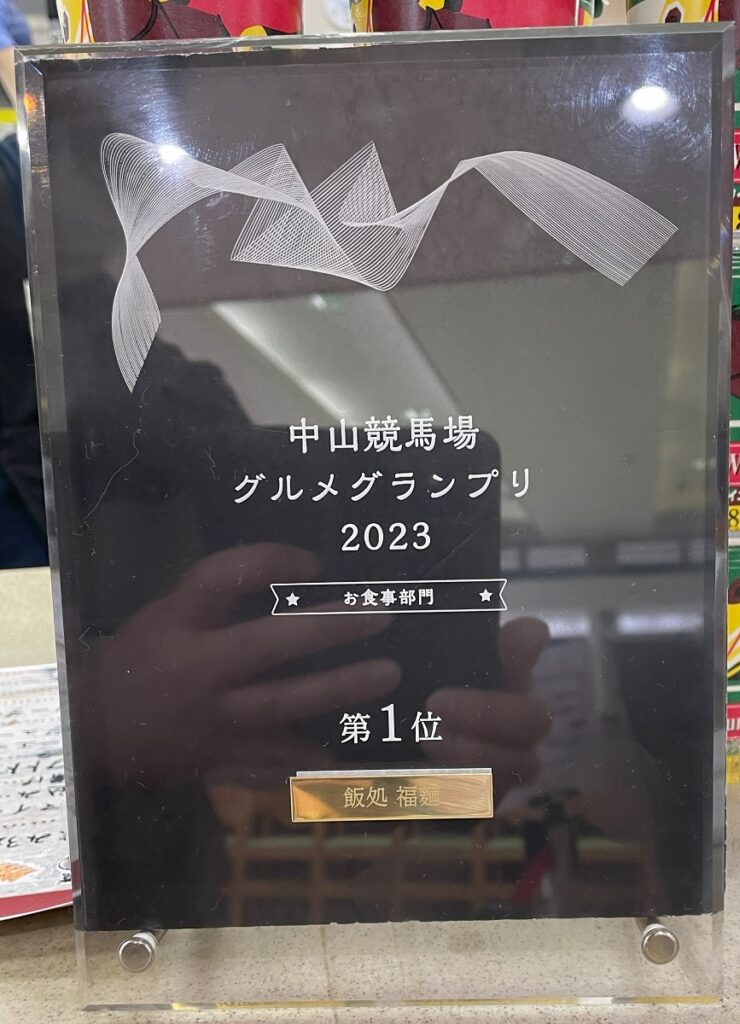 中山競馬場
グルメグランプリ
2023
お食事部門
第1位
飯処 福麺